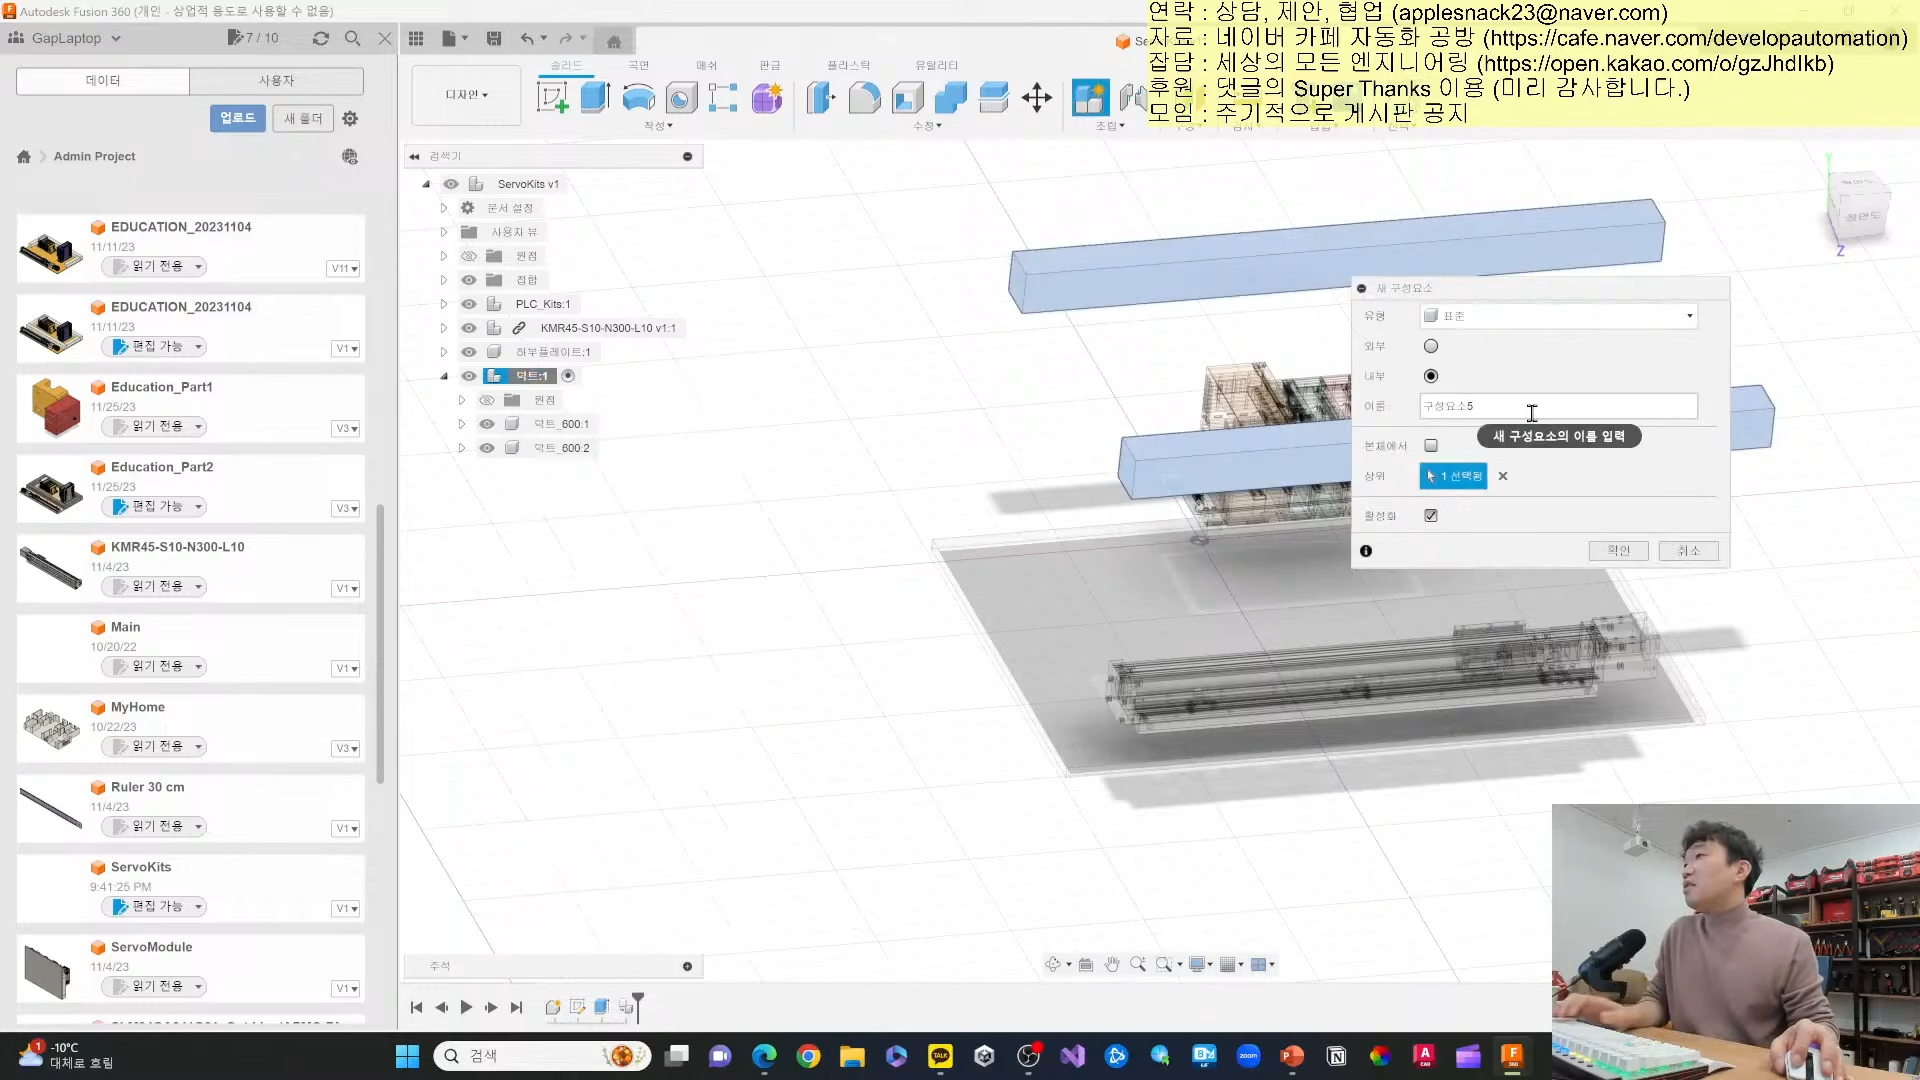 Autodesk Fusion 360 (개인 - 상업적 용도로 사용할 수 없음)
연락 : 상담, 제안, 협업 (applesnack23@naver.com)
자료 : 네이버 카페 자동화 공방 (https://cafe.naver.com/developautomation)
잡담 : 세상의 모든 엔지니어링 (https://open.kakao.com/o/gzJhdIkb)
후원 : 댓글의 Super Thanks 이용 (미리 감사합니다.)
모임 : 주기적으로 게시판 공지
GapLaptop
7 / 10
데이터
사용자
업로드
새 폴더
Admin Project
EDUCATION_20231104
11/11/23
읽기 전용
V11
EDUCATION_20231104
11/11/23
편집 가능
V1
Education_Part1
11/25/23
읽기 전용
V3
Education_Part2
11/25/23
편집 가능
V3
KMR45-S10-N300-L10
11/4/23
읽기 전용
V1
Main
10/20/22
읽기 전용
V1
MyHome
10/22/23
읽기 전용
V3
Ruler 30 cm
11/4/23
읽기 전용
V1
ServoKits
9:41:25 PM
편집 가능
V1
ServoModule
11/4/23
읽기 전용
V1
솔리드
곡면
메쉬
판금
플라스틱
유틸리티
디자인
작성
수정
조립
검색기
ServoKits v1
문서 설정
사용자 뷰
원점
접합
PLC_Kits:1
KMR45-S10-N300-L10 v1:1
하부플레이트:1
덕트:1
원점
덕트_600:1
덕트_600:2
새 구성요소
유형
표준
외부
내부
이름
구성요소5
새 구성요소의 이름 입력
본체에서
상위
1 선택됨
활성화
확인
취소
정면도
Y
Z
주석
1
-10°C
대체로 흐림
검색
TALK
zoom